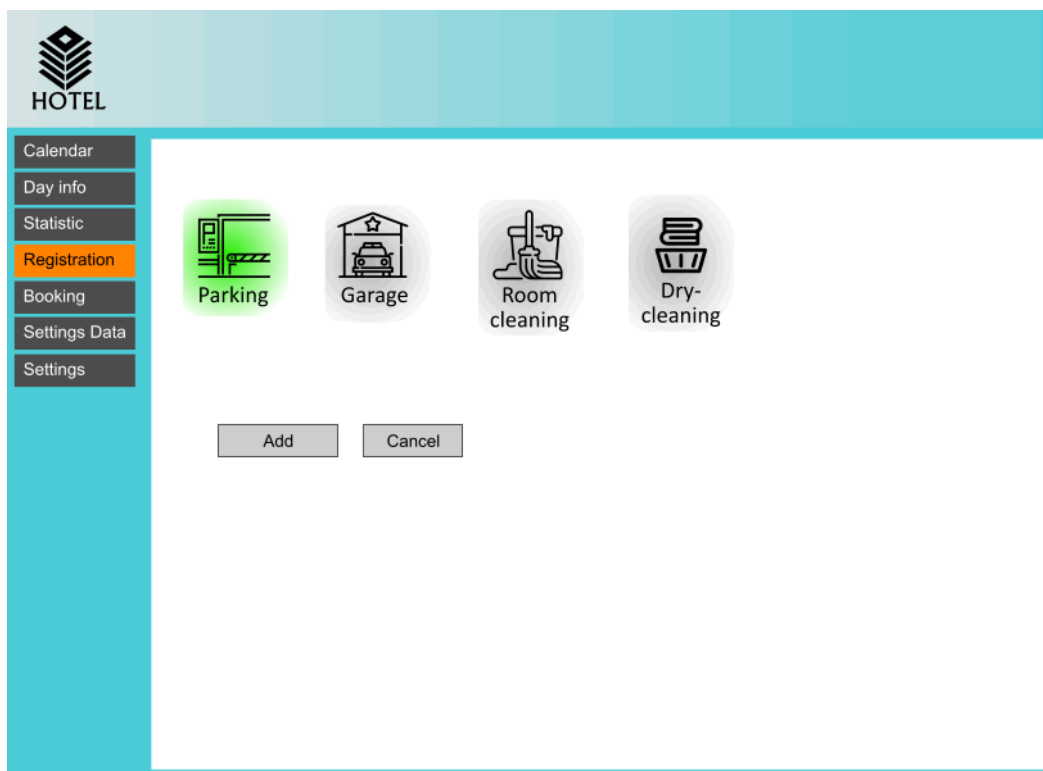 HOTEL
Calendar
Day info
Statistic
Registration
Booking
Settings Data
Settings
Parking
Garage
Room
cleaning
Dry-
cleaning
Add
Cancel